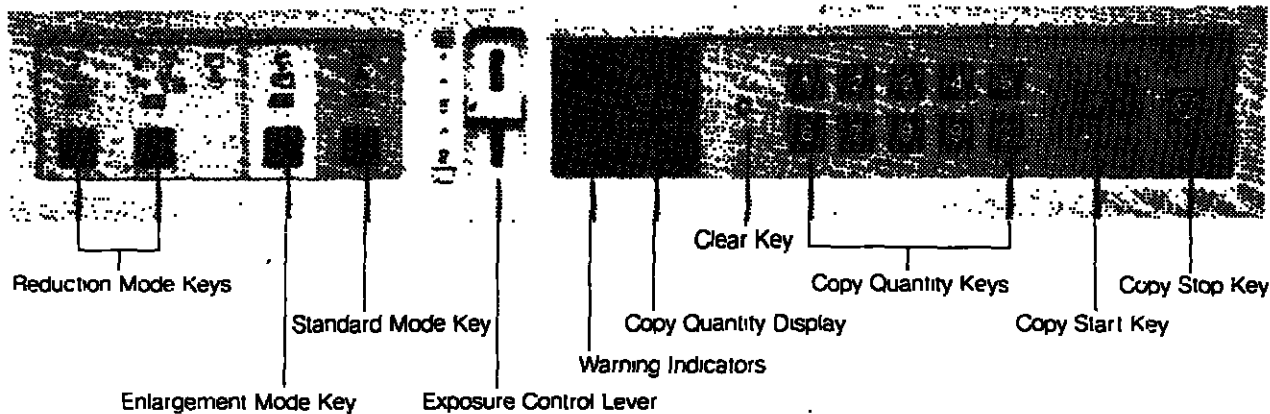 Clear Key
Reduction Mode Keys
Copy Quantity Keys
Copy Stop Key
Standard Mode Key
Copy Quantity Display
Copy Start Key
Warning Indicators
Enlargement Mode Key
Exposure Control Lever